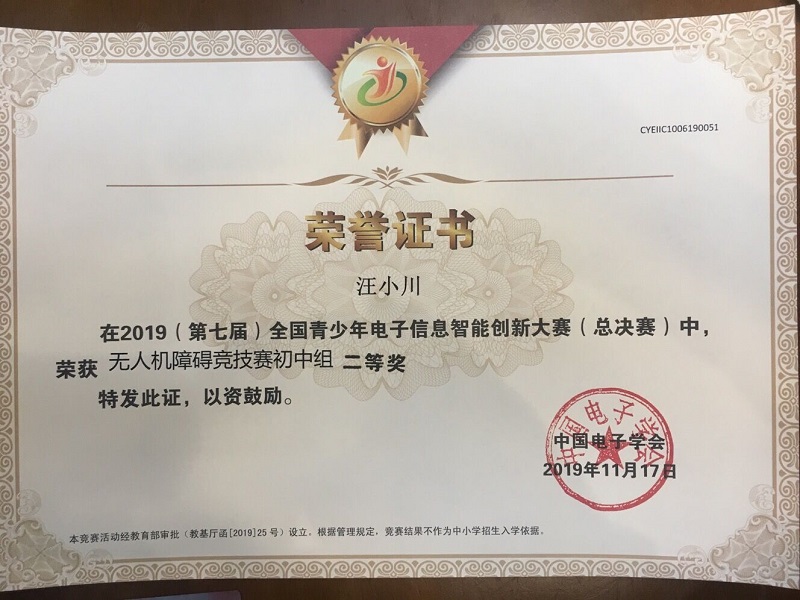 CYEIIC1006190051
荣誉证书
汪小川
在2019（第七届）全国青少年电子信息智能创新大赛（总决赛）中，
荣获 无人机障碍竞技赛初中组 二等奖
特发此证，以资鼓励。
中国电子学会
中国电子学会
2019年11月17日
本竞赛活动经教育部审批（教基厅函[2019]25号）设立。根据管理规定，竞赛结果不作为中小学招生入学依据。